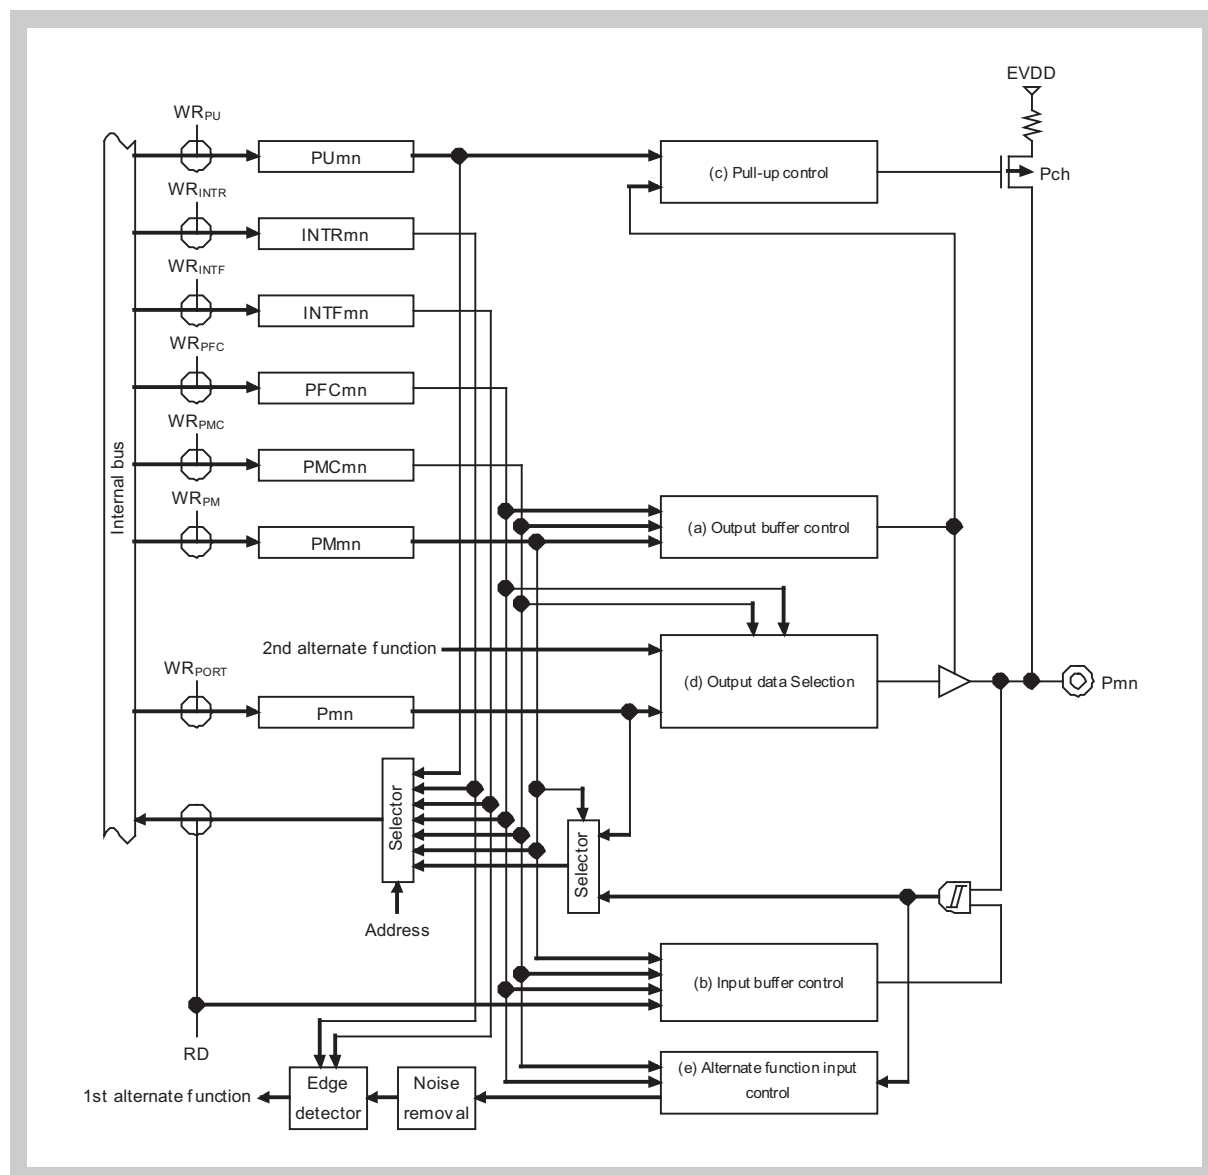 EVDD
WRPU
PUmn
(c) Pull-up control
Pch
WRINTR
INTRmn
WRINTF
INTFmn
WRPFC
PFCmn
WRPMC
PMCmn
Internal bus
WRPM
PMmn
(a) Output buffer control
2nd alternate function
WRPORT
Pmn
(d) Output data Selection
Pmn
Selector
Selector
Address
(b) Input buffer control
RD
(e) Alternate function input
control
1st alternate function
Edge
detector
Noise
removal